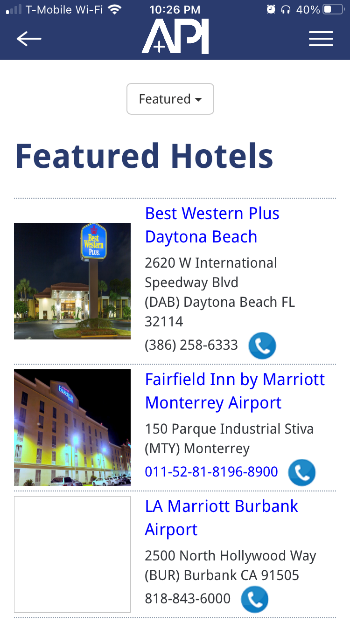 T-Mobile Wi-Fi 10:26 PM 40%
API
Featured
Featured Hotels
Best Western Plus
Daytona Beach
2620 W International
Speedway Blvd
(DAB) Daytona Beach FL
32114
(386) 258-6333
Best
Western
Plus
Fairfield Inn by Marriott
Monterrey Airport
150 Parque Industrial Stiva
(MTY) Monterrey
011-52-81-8196-8900
LA Marriott Burbank
Airport
2500 North Hollywood Way
(BUR) Burbank CA 91505
818-843-6000